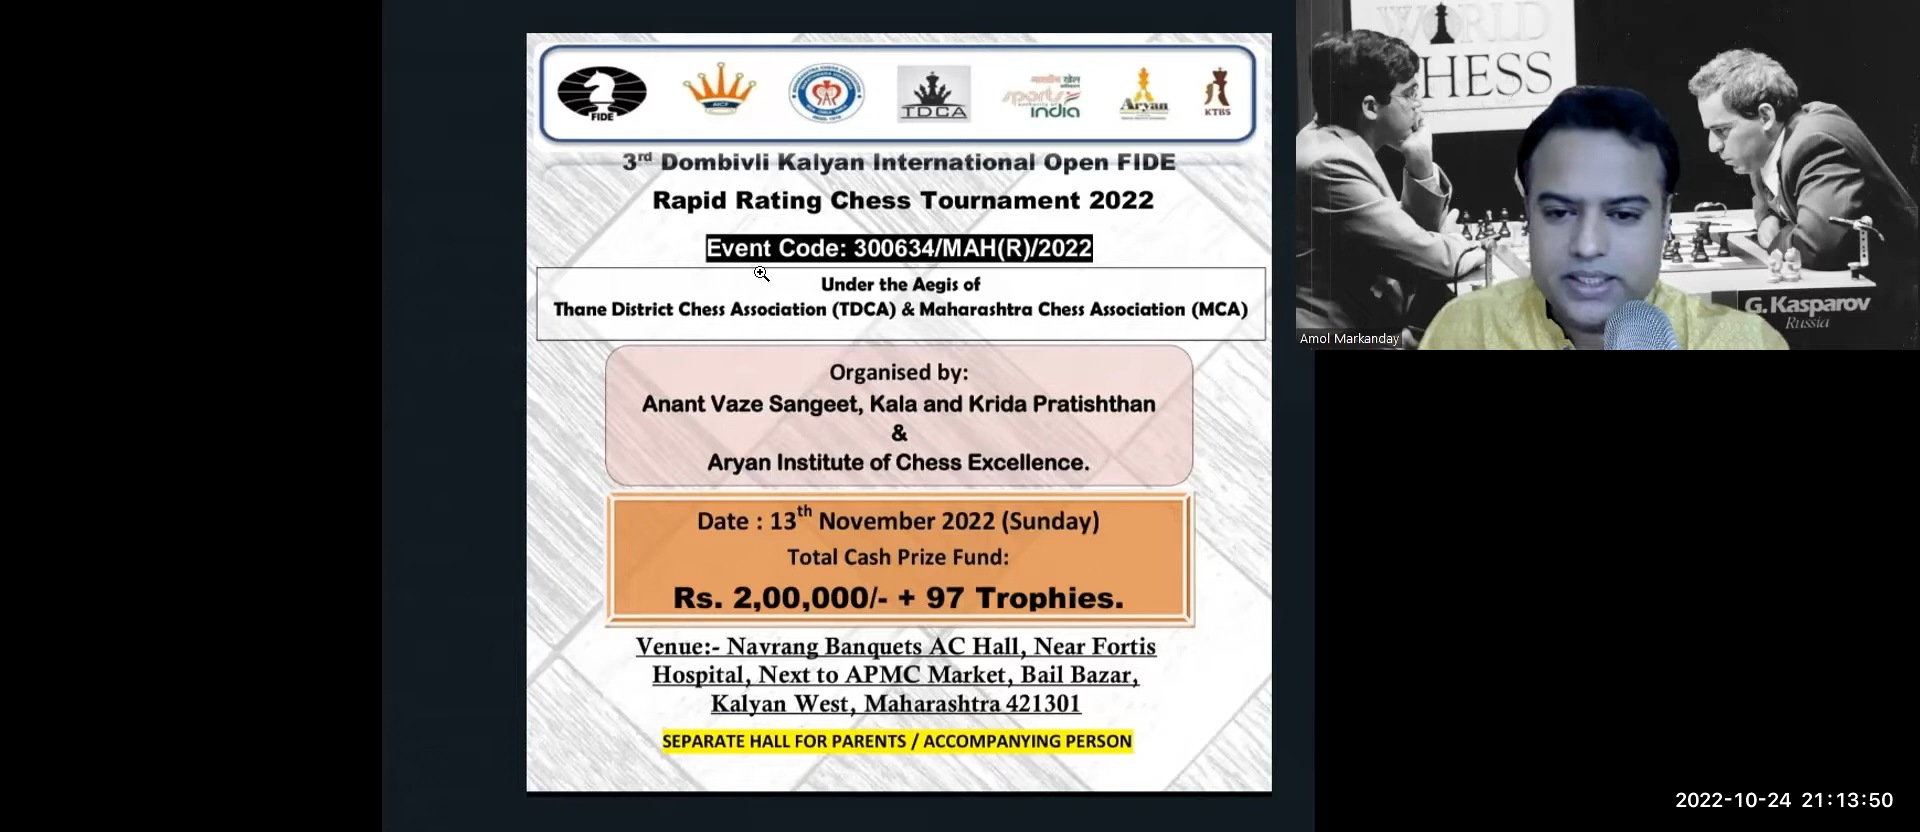 FIDE
AICF
TDCA
भारतीय खेल
sports
india
Aryan
KTBS
3rd Dombivli Kalyan International Open FIDE
Rapid Rating Chess Tournament 2022
Event Code: 300634/MAH(R)/2022
Under the Aegis of
Thane District Chess Association (TDCA) & Maharashtra Chess Association (MCA)
Organised by:
Anant Vaze Sangeet, Kala and Krida Pratishthan
&
Aryan Institute of Chess Excellence.
Date : 13th November 2022 (Sunday)
Total Cash Prize Fund:
Rs. 2,00,000/- + 97 Trophies.
Venue:- Navrang Banquets AC Hall, Near Fortis
Hospital, Next to APMC Market, Bail Bazar,
Kalyan West, Maharashtra 421301
SEPARATE HALL FOR PARENTS / ACCOMPANYING PERSON
WORLD
CHESS
G. Kasparov
Russia
Amol Markanday
2022-10-24 21:13:50